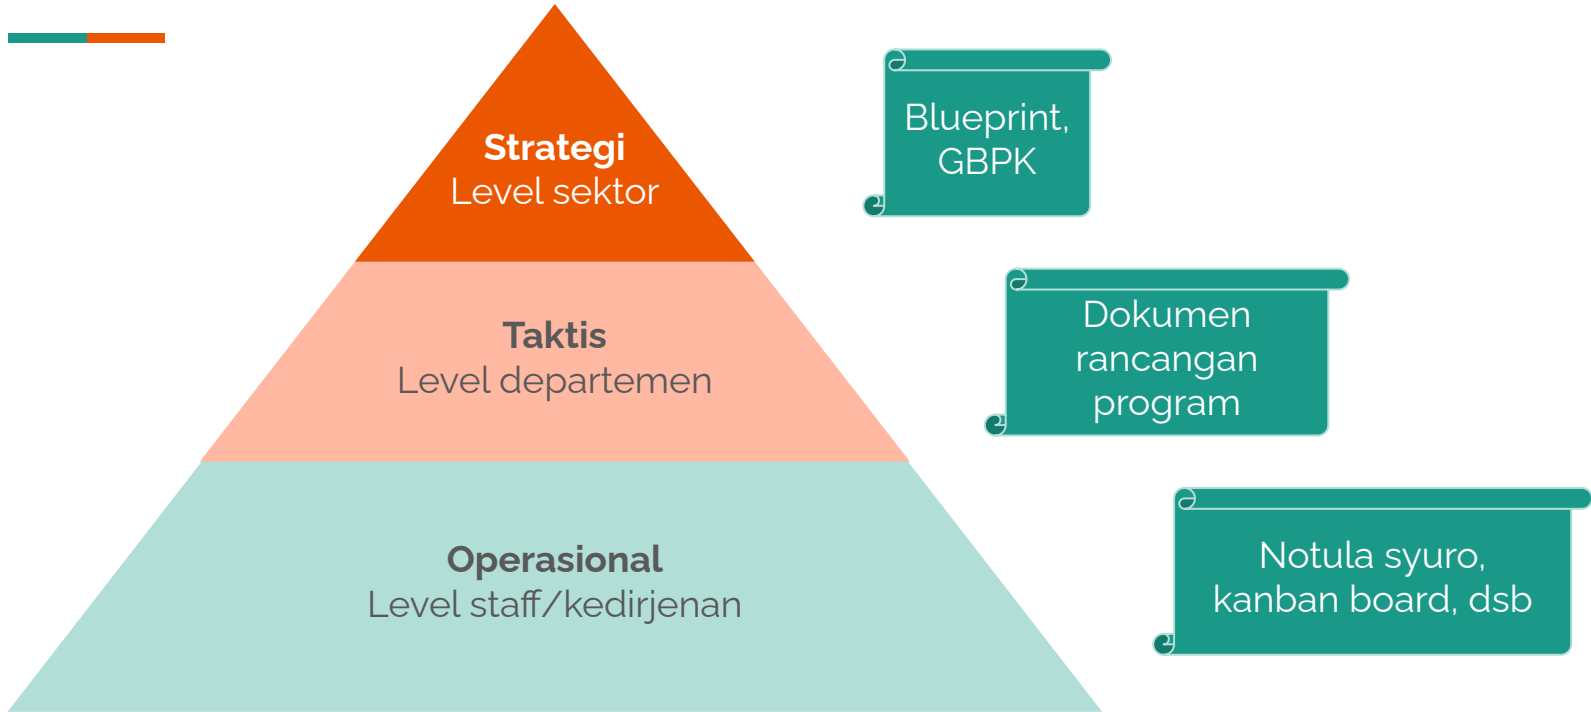 Strategi
Level sektor
Blueprint,
GBPK
Taktis
Level departemen
Dokumen
rancangan
program
Operasional
Level staff/kedirjenan
Notula syuro,
kanban board, dsb